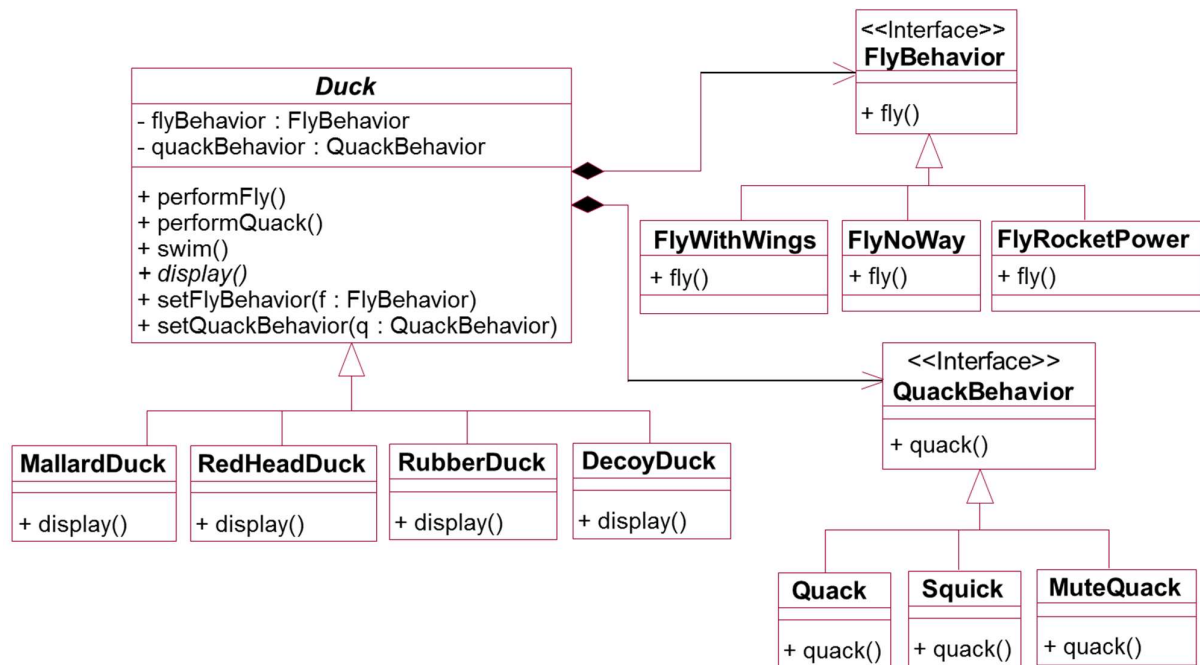 Duck
- flyBehavior : FlyBehavior
- quackBehavior : QuackBehavior
+ performFly()
+ performQuack()
+ swim()
+ display()
+ setFlyBehavior(f : FlyBehavior)
+ setQuackBehavior(q : QuackBehavior)
<<Interface>>
FlyBehavior
+ fly()
FlyWithWings
+ fly()
FlyNoWay
+ fly()
FlyRocketPower
+ fly()
MallardDuck
+ display()
RedHeadDuck
+ display()
RubberDuck
+ display()
DecoyDuck
+ display()
<<Interface>>
QuackBehavior
+ quack()
Quack
+ quack()
Squick
+ quack()
MuteQuack
+ quack()